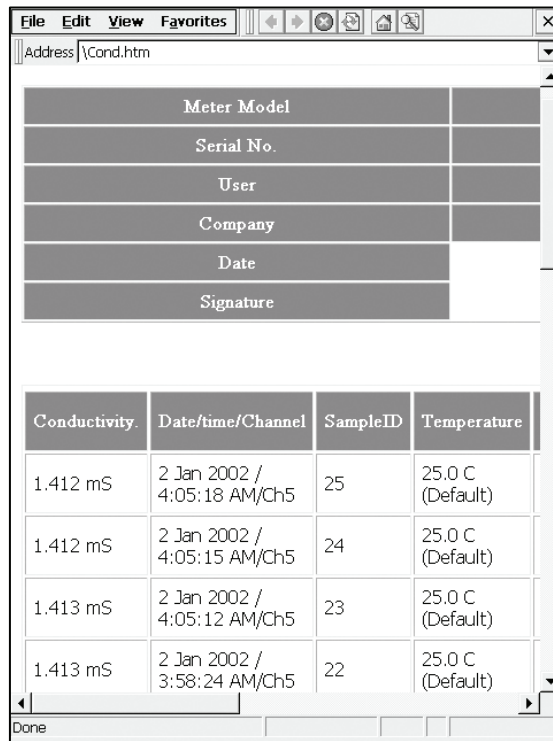 File Edit View Favorites
Address \Cond.htm
Meter Model
Serial No.
User
Company
Date
Signature
Conductivity. Date/time/Channel SampleID Temperature
1.412 mS 2 Jan 2002 / 4:05:18 AM/Ch5 25 25.0 C (Default)
1.412 mS 2 Jan 2002 / 4:05:15 AM/Ch5 24 25.0 C (Default)
1.413 mS 2 Jan 2002 / 4:05:12 AM/Ch5 23 25.0 C (Default)
1.413 mS 2 Jan 2002 / 3:58:24 AM/Ch5 22 25.0 C (Default)
Done